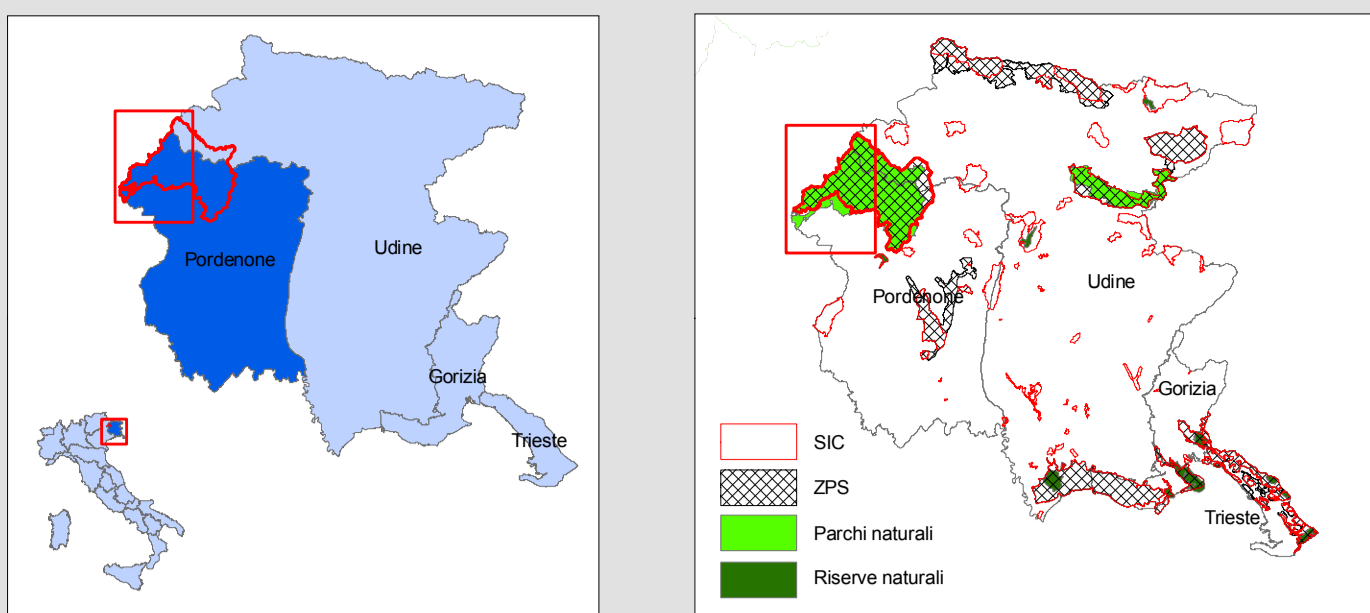 Udine
Pordenone
Gorizia
Trieste
Udine
Pordenone
Gorizia
SIC
ZPS
Trieste
Parchi naturali
Riserve naturali